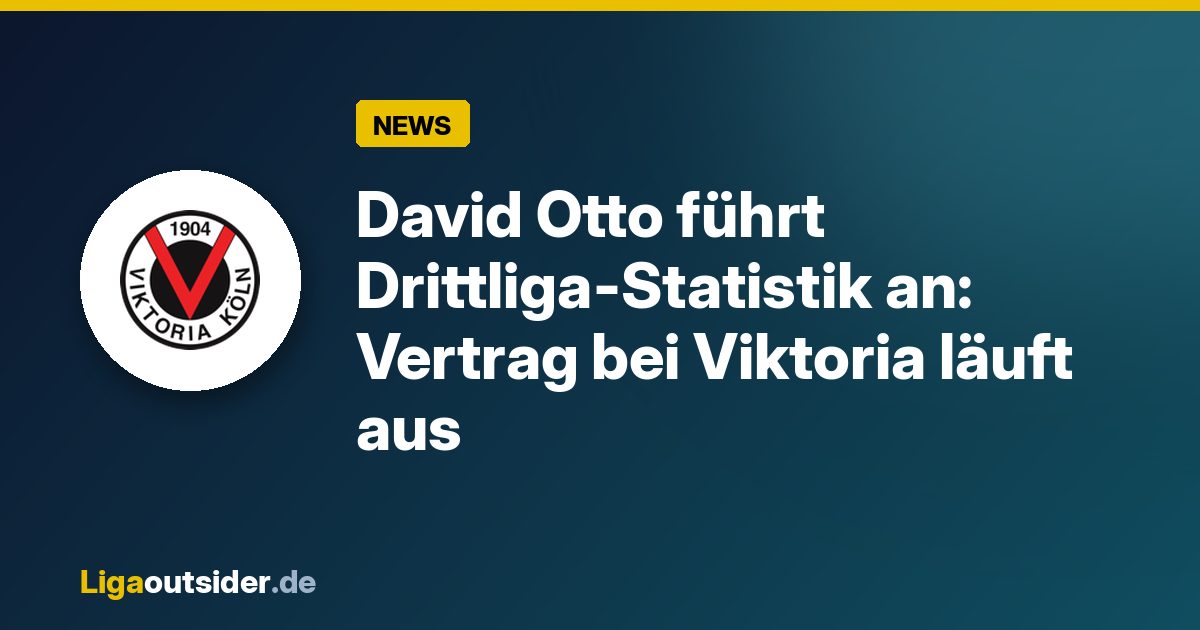 NEWS
David Otto führt
Drittliga-Statistik an:
Vertrag bei Viktoria läuft
aus
1904
VIKTORIA KÖLN
Ligaoutsider.de